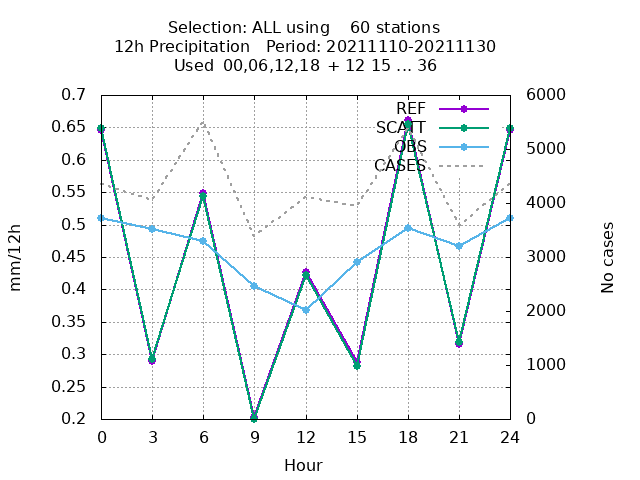 Selection: ALL using    60 stations
12h Precipitation   Period: 20211110-20211130
Used  00,06,12,18  + 12 15 ... 36
REF
SCATT
OBS
CASES
mm/12h
0.7
0.65
0.6
0.55
0.5
0.45
0.4
0.35
0.3
0.25
0.2
6000
5000
4000
3000
2000
1000
0
No cases
0 3 6 9 12 15 18 21 24
Hour